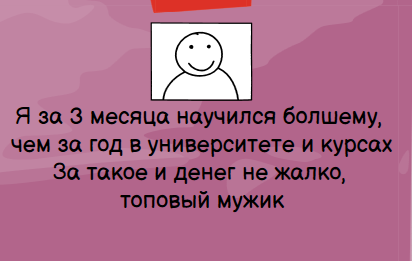 Я за 3 месяца научился болшему,
чем за год в университете и курсах
За такое и денег не жалко,
топовый мужик